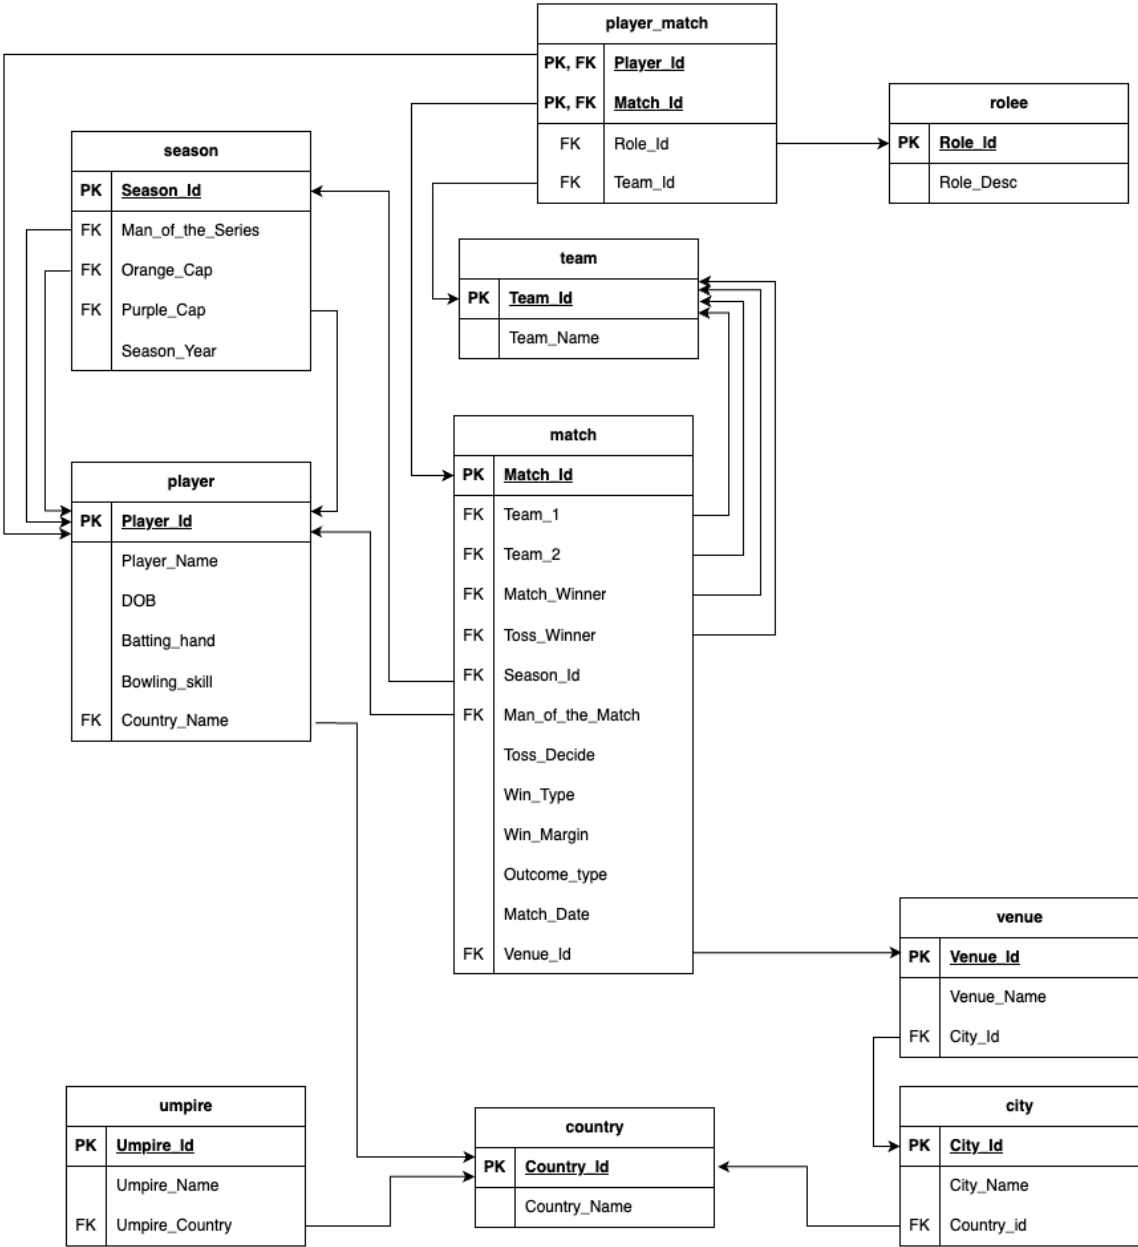 player_match
PK, FK Player_Id
PK, FK Match_Id
FK Role_Id
FK Team_Id
rolee
PK Role_Id
Role_Desc
season
PK Season_Id
FK Man_of_the_Series
FK Orange_Cap
FK Purple_Cap
Season_Year
team
PK Team_Id
Team_Name
player
PK Player_Id
Player_Name
DOB
Batting_hand
Bowling_skill
FK Country_Name
match
PK Match_Id
FK Team_1
FK Team_2
FK Match_Winner
FK Toss_Winner
FK Season_Id
FK Man_of_the_Match
Toss_Decide
Win_Type
Win_Margin
Outcome_type
Match_Date
FK Venue_Id
venue
PK Venue_Id
Venue_Name
FK City_Id
umpire
PK Umpire_Id
Umpire_Name
FK Umpire_Country
country
PK Country_Id
Country_Name
city
PK City_Id
City_Name
FK Country_id